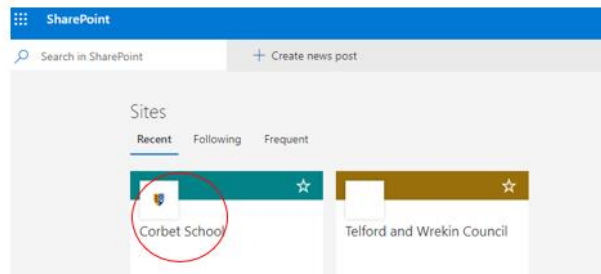 SharePoint
Search in SharePoint
+ Create news post
Sites
Recent Following Frequent
Corbet School
Telford and Wrekin Council